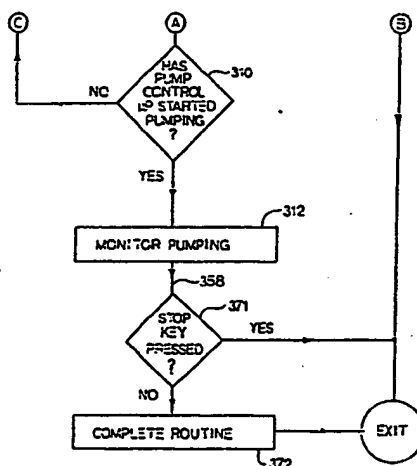 C
A
B
HAS
PUMP
CONTROL
STARTED
PUMPING
?
310
NO
YES
312
MONITOR PUMPING
358
371
STOP
KEY
PRESSED
?
YES
NO
COMPLETE ROUTINE
EXIT
372